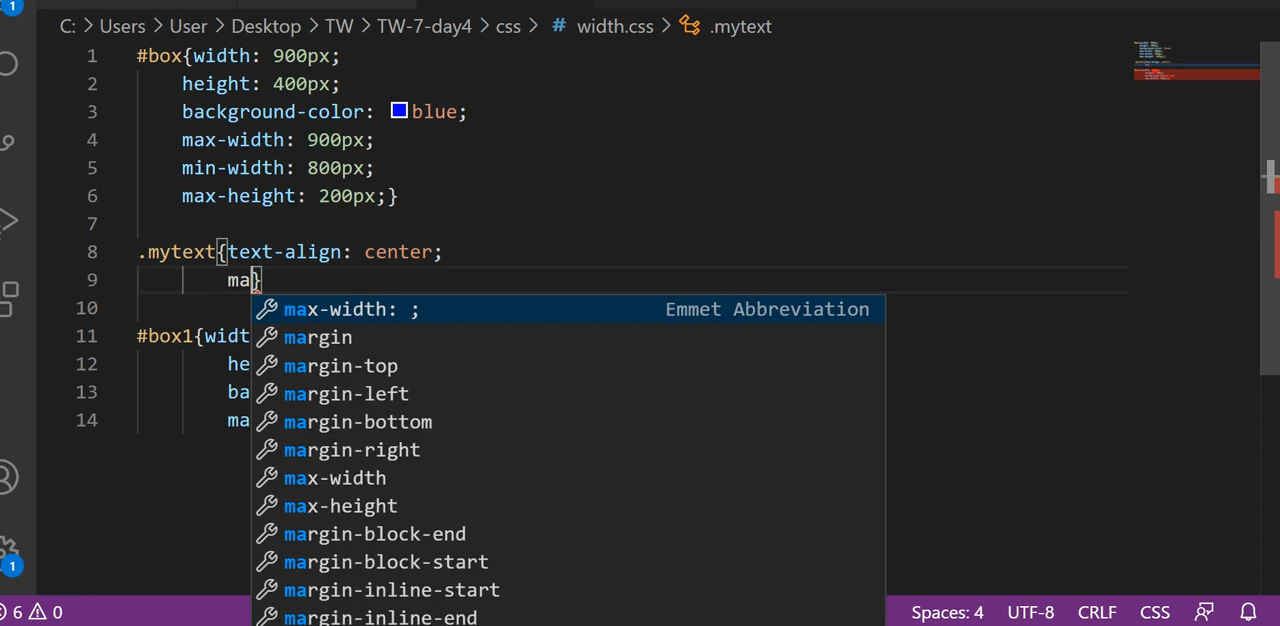 1
C: > Users > User > Desktop > TW > TW-7-day4 > css > # width.css > .mytext
1 #box{width: 900px;
2 height: 400px;
3 background-color: blue;
4 max-width: 900px;
5 min-width: 800px;
6 max-height: 200px;}
7
8 .mytext{text-align: center;
9 ma}
10 max-width: ; Emmet Abbreviation
margin
11 #box1{widt
12 he margin-top
13 ba margin-left
14 ma margin-bottom
margin-right
max-width
max-height
margin-block-end
margin-block-start
1
margin-inline-start
margin-inline-end
6 0 Spaces: 4 UTF-8 CRLF CSS